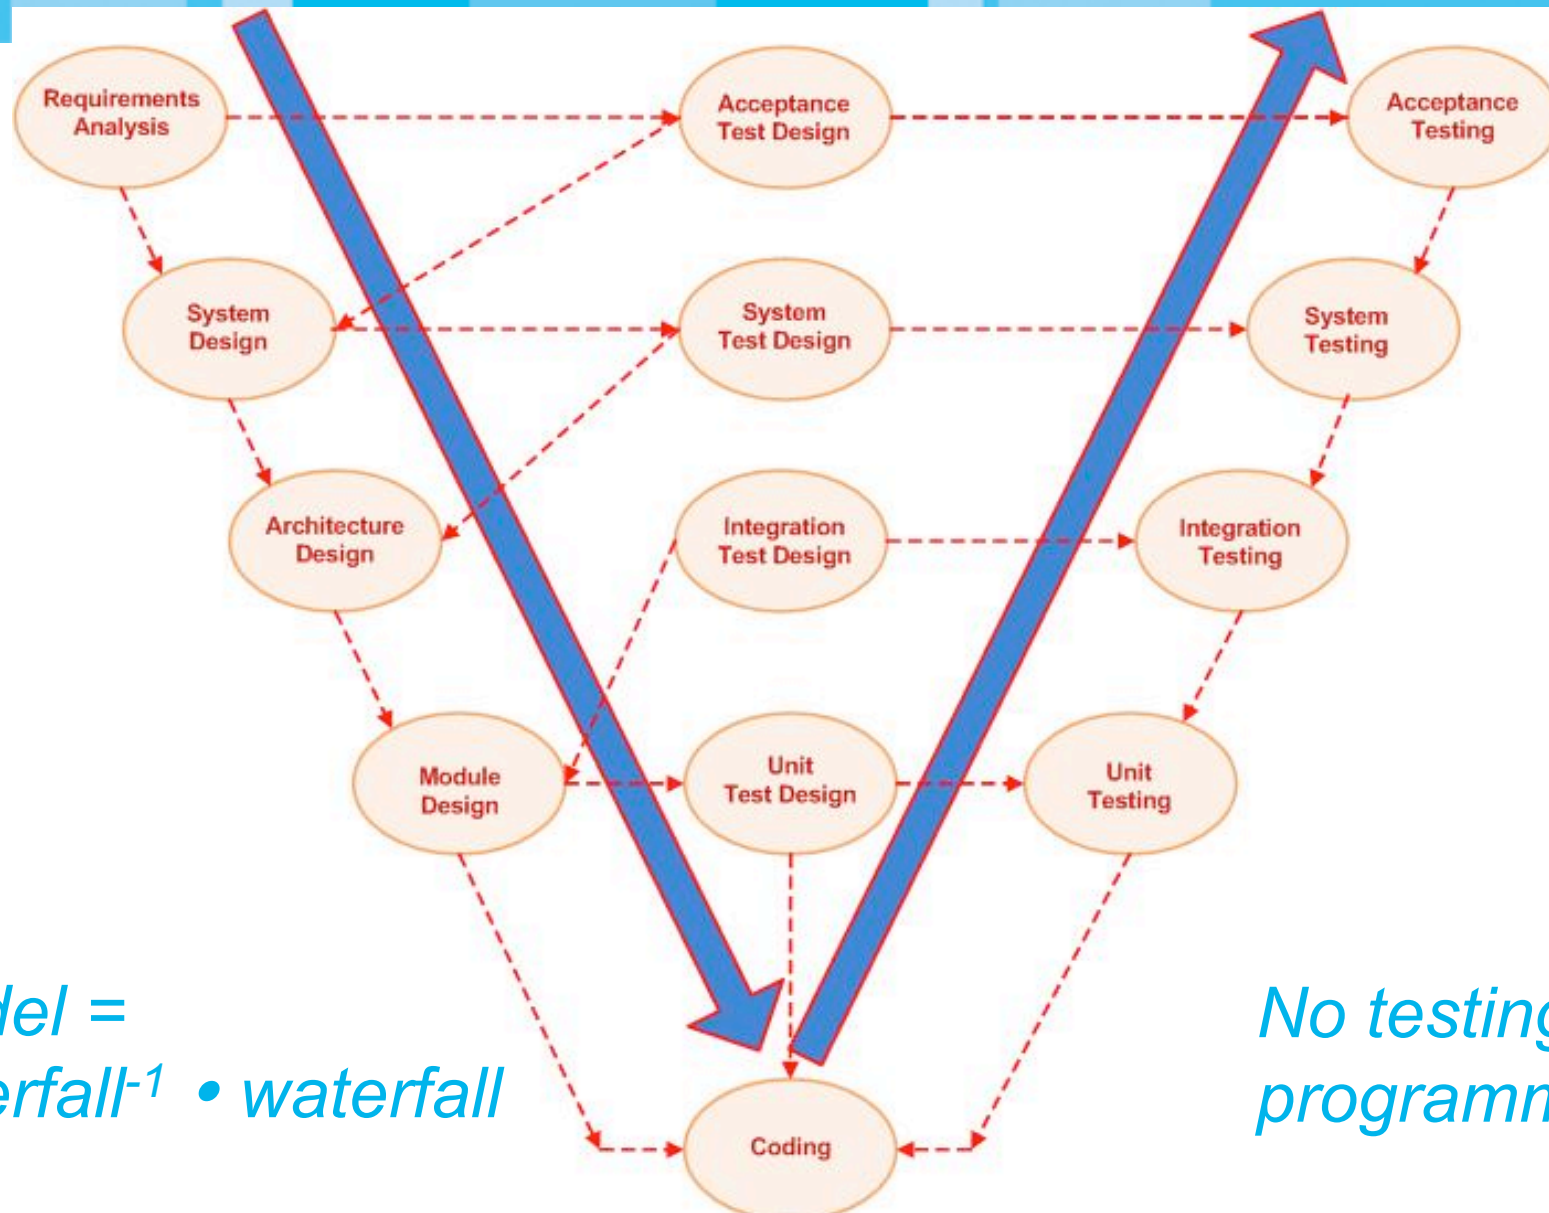 Requirements
Analysis
Acceptance
Test Design
Acceptance
Testing
System
Design
System
Test Design
System
Testing
Architecture
Design
Integration
Test Design
Integration
Testing
Module
Design
Unit
Test Design
Unit
Testing
del =
erfall-1 • waterfall
No testing
programm
Coding